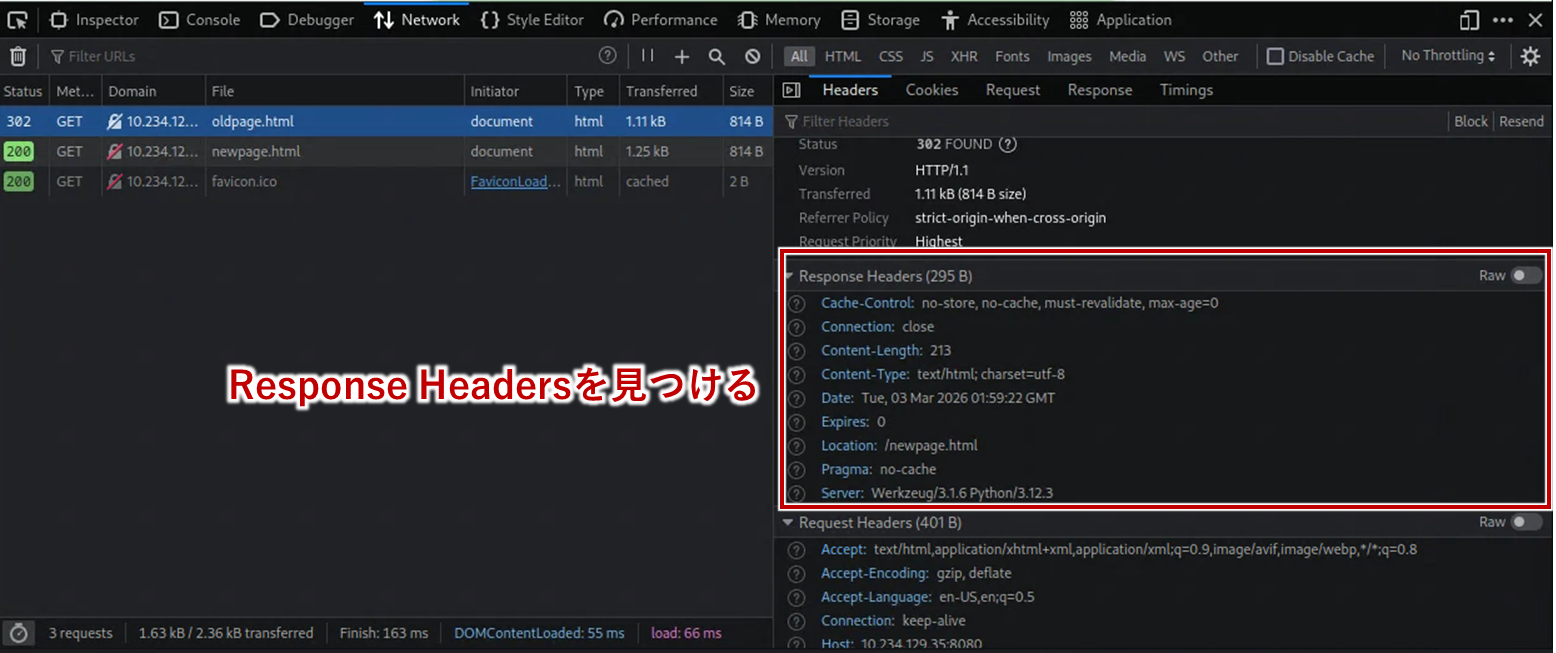 Inspector Console Debugger Network Style Editor Performance Memory Storage Accessibility Application
Filter URLs All HTML CSS JS XHR Fonts Images Media WS Other Disable Cache No Throttling
Status Met... Domain File Initiator Type Transferred Size
302 GET 10.234.12... oldpage.html document html 1.11 kB 814 B
200 GET 10.234.12... newpage.html document html 1.25 kB 814 B
200 GET 10.234.12... favicon.ico FaviconLoad... html cached 2 B
Response Headersを見つける
3 requests 1.63 kB / 2.36 kB transferred Finish: 163 ms DOMContentLoaded: 55 ms load: 66 ms
Headers Cookies Request Response Timings
Filter Headers Block Resend
Status 302 FOUND
Version HTTP/1.1
Transferred 1.11 kB (814 B size)
Referrer Policy strict-origin-when-cross-origin
Request Priority Highest
Response Headers (295 B) Raw
Cache-Control: no-store, no-cache, must-revalidate, max-age=0
Connection: close
Content-Length: 213
Content-Type: text/html; charset=utf-8
Date: Tue, 03 Mar 2026 01:59:22 GMT
Expires: 0
Location: /newpage.html
Pragma: no-cache
Server: Werkzeug/3.1.6 Python/3.12.3
Request Headers (401 B) Raw
Accept: text/html,application/xhtml+xml,application/xml;q=0.9,image/avif,image/webp,*/*;q=0.8
Accept-Encoding: gzip, deflate
Accept-Language: en-US,en;q=0.5
Connection: keep-alive
Host: 10.234.129.35:8080